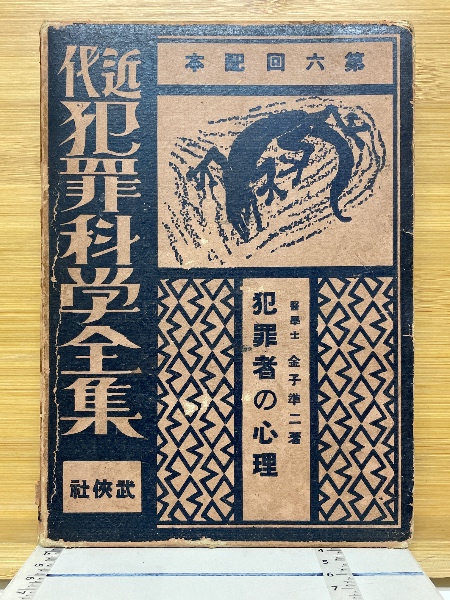 近代犯罪科学全集
武俠社
第六回配本
犯罪者の心理
醫學士 金子準二著